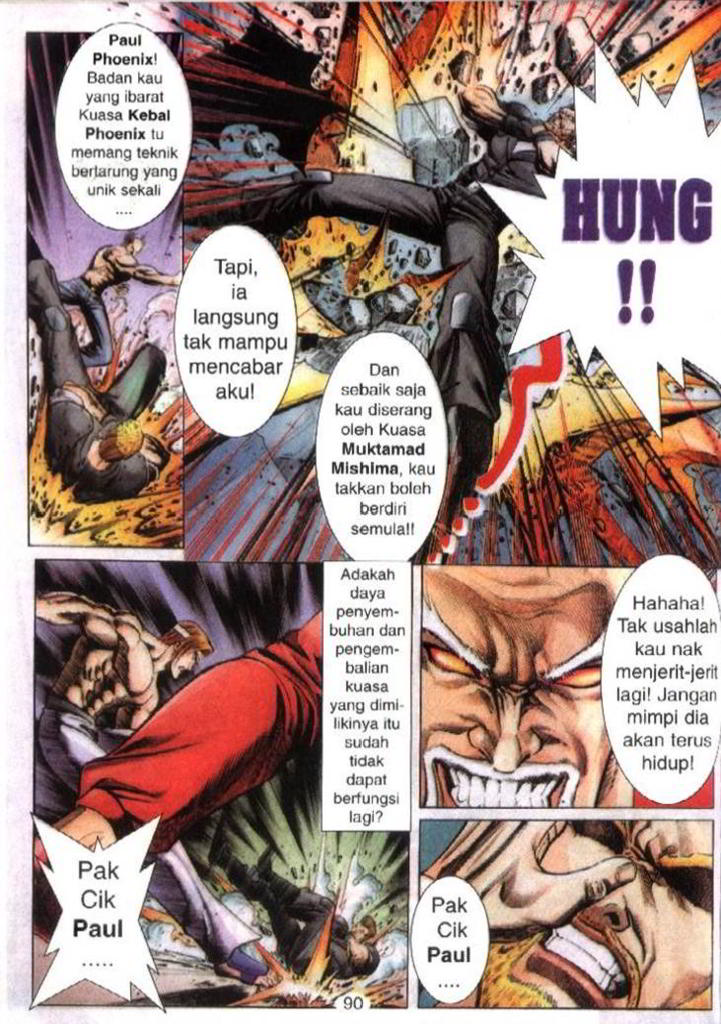 Paul
Phoenix!
Badan kau
yang ibarat
Kuasa Kebal
Phoenix tu
memang teknik
bertarung yang
unik sekali
....
Tapi,
ia
langsung
tak mampu
mencabar
aku!
Dan
sebaik saja
kau diserang
oleh Kuasa
Muktamad
Mishima, kau
takkan boleh
berdiri
semula!!
HUNG
!!
Adakah
daya
penyem-
buhan dan
pengem-
balian
kuasa
yang dimi-
likinya itu
sudah
tidak
dapat
berfungsi
lagi?
Hahaha!
Tak usahlah
kau nak
menjerit-jerit
lagi! Jangan
mimpi dia
akan terus
hidup!
Pak
Cik
Paul
.....
Pak
Cik
Paul
....
90